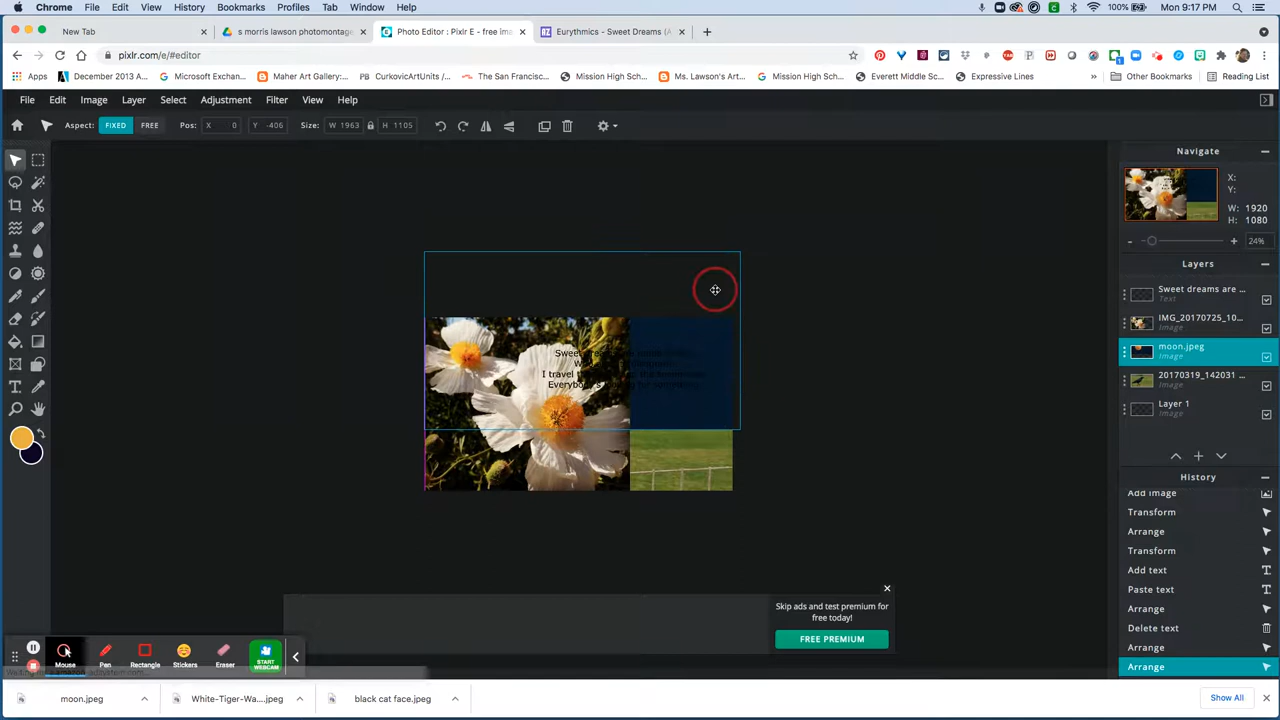 Chrome File Edit View History Bookmarks Profiles Tab Window Help
100% Mon 9:17 PM
New Tab
s morris lawson photomontage
Photo Editor : Pixlr E - free ima
Eurythmics - Sweet Dreams (A
pixlr.com/e/#editor
Apps
December 2013 A...
Microsoft Exchan...
Maher Art Gallery:...
CurkovicArtUnits /...
The San Francisc...
Mission High Sch...
Ms. Lawson's Art...
Mission High Sch...
Everett Middle Sc...
Expressive Lines
»
Other Bookmarks
Reading List
File Edit Image Layer Select Adjustment Filter View Help
Aspect: FIXED FREE Pos: X 0 Y -406 Size: W 1963 H 1105
Navigate
X:
Y:
W: 1920
H: 1080
- + 24%
Layers
Sweet dreams are ...
Text
IMG_20170725_10...
Image
moon.jpeg
Image
20170319_142031 ...
Image
Layer 1
Image
History
Add image
Transform
Arrange
Transform
Add text
Paste text
Arrange
Delete text
Arrange
Arrange
Skip ads and test premium for
free today!
FREE PREMIUM
Mouse
Pen
Rectangle
Stickers
Eraser
START
WEBCAM
moon.jpeg
White-Tiger-Wa....jpeg
black cat face.jpeg
Show All